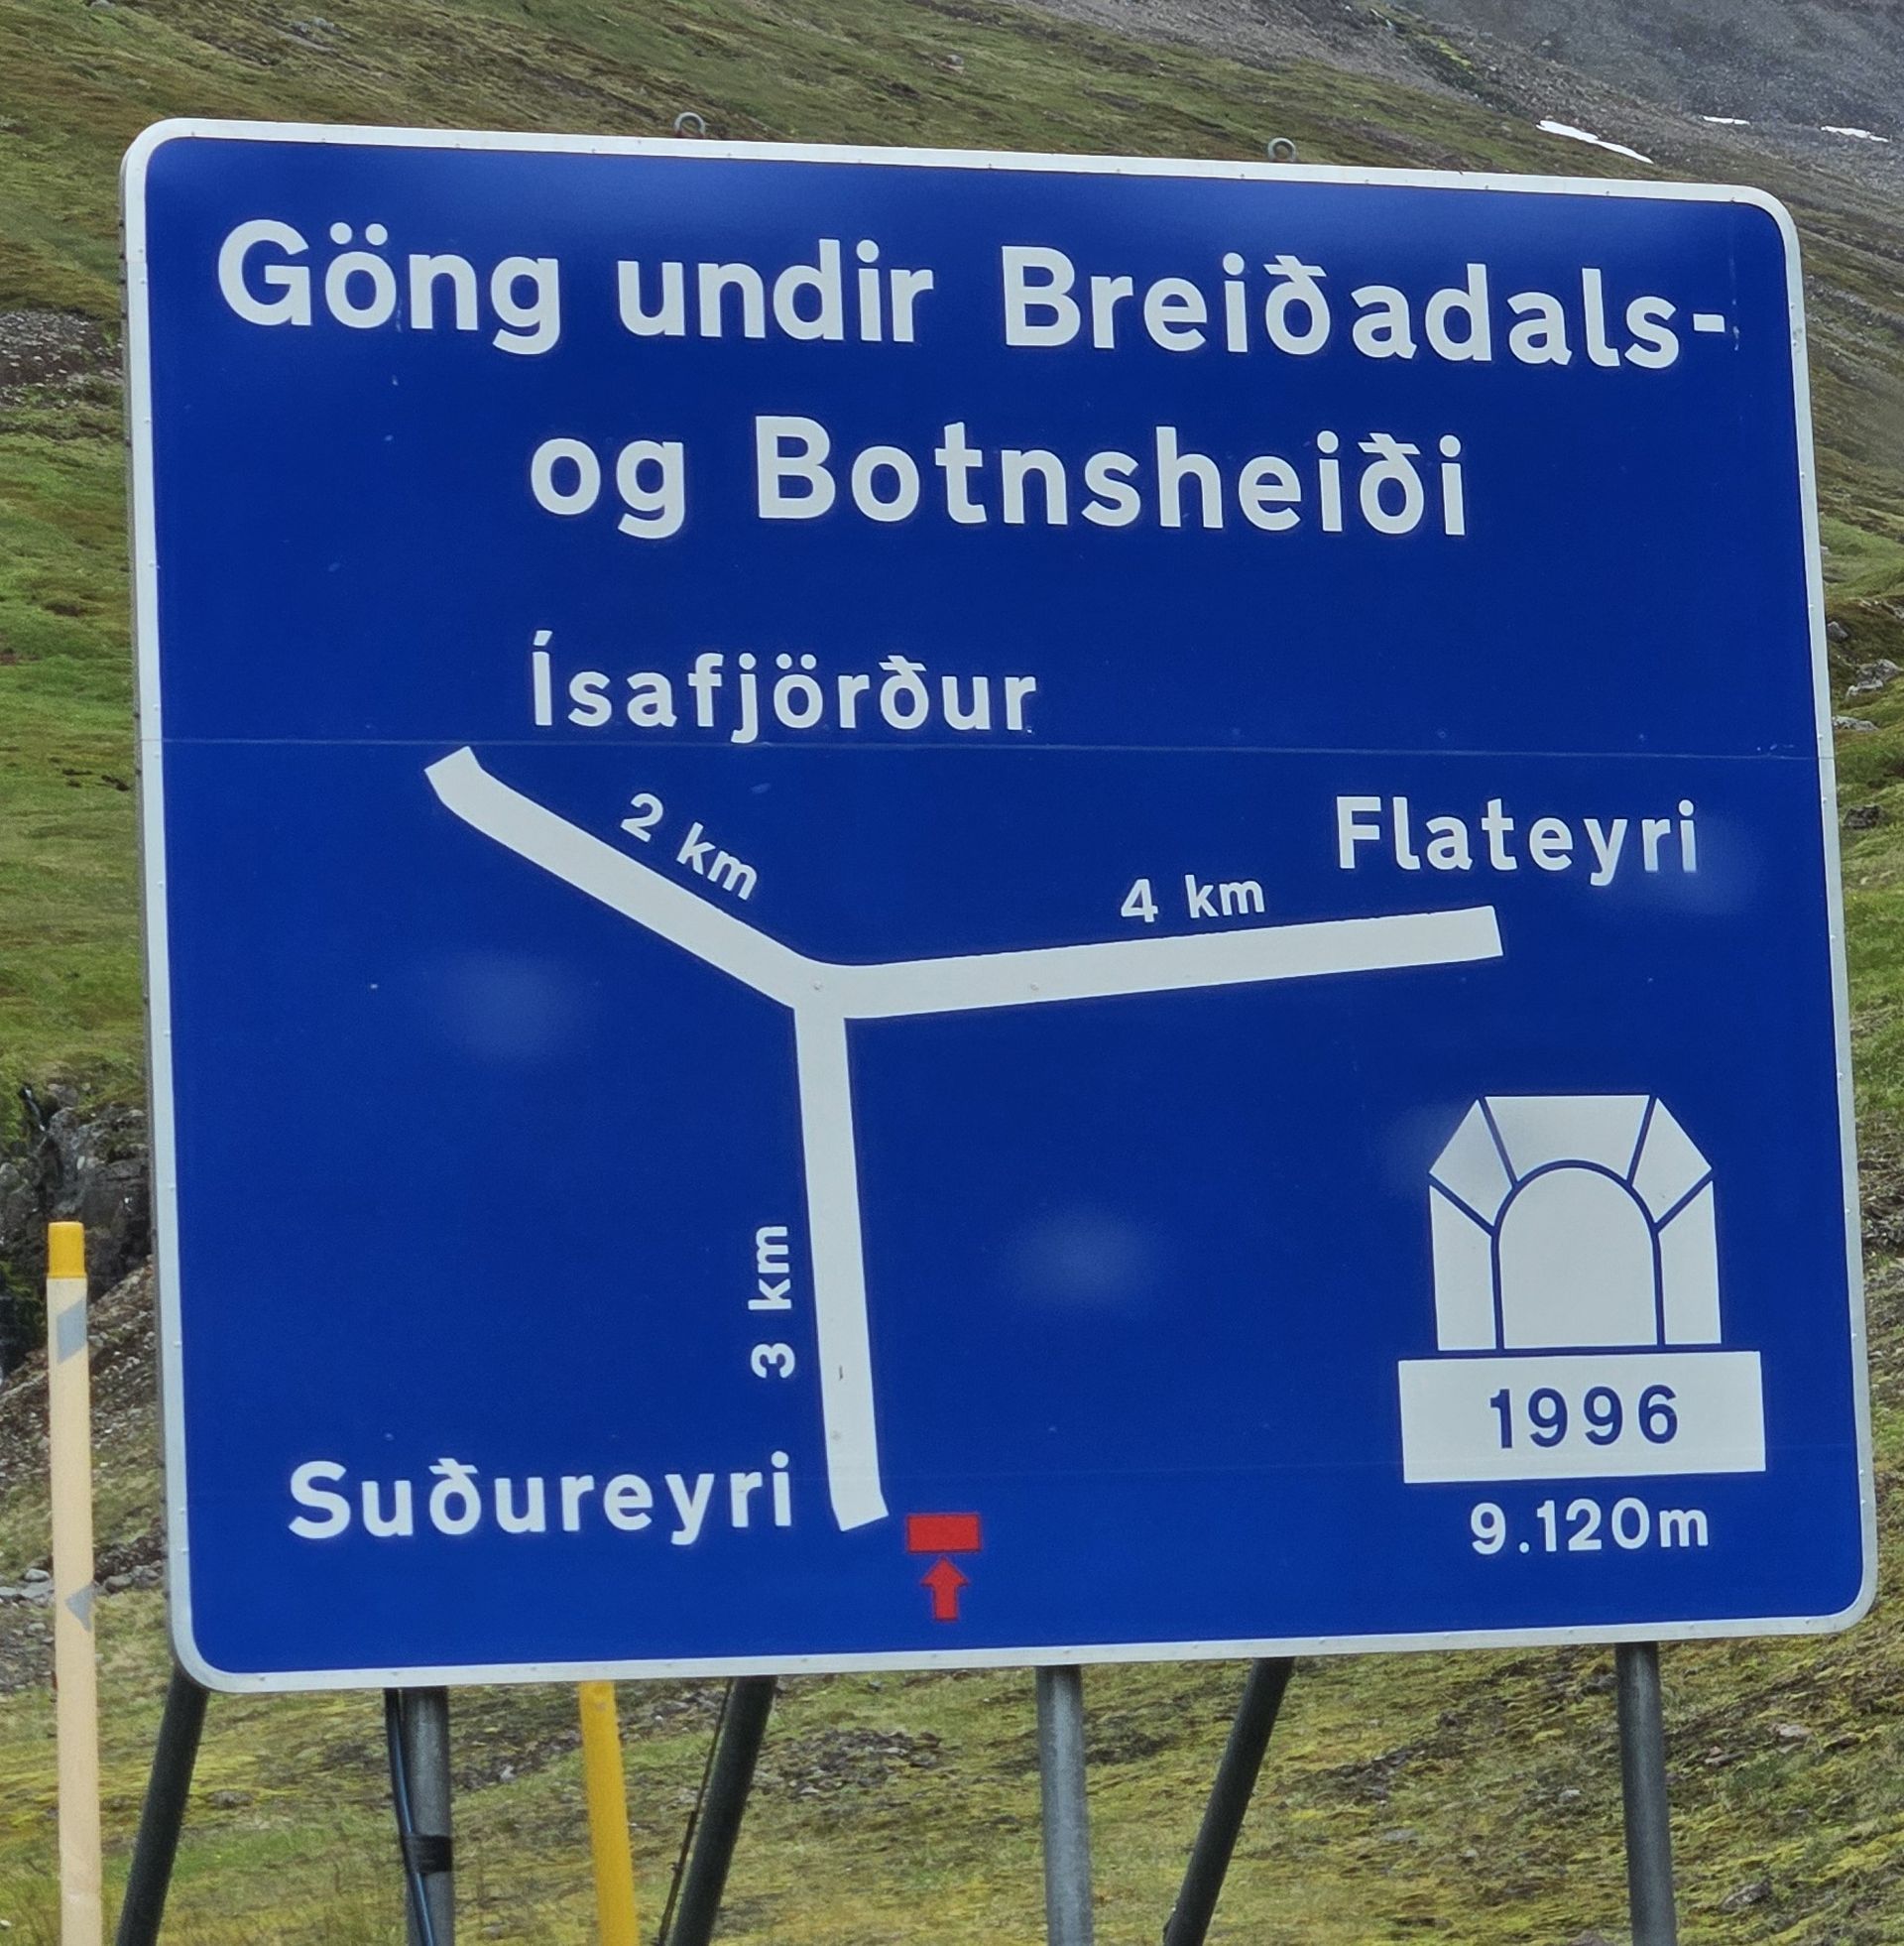 Göng undir Breiðadals-
og Botnsheiði
Ísafjörður
2 km
Flateyri
4 km
3 km
Suðureyri
1996
9.120m